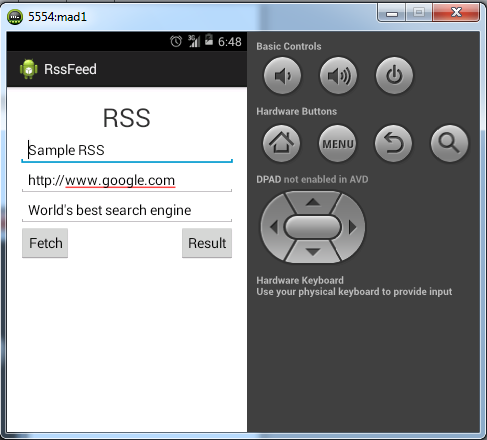 5554:mad1
3G 6:48
RssFeed
RSS
Sample RSS
http://www.google.com
World's best search engine
Fetch
Result
Basic Controls
Hardware Buttons
MENU
DPAD not enabled in AVD
Hardware Keyboard
Use your physical keyboard to provide input